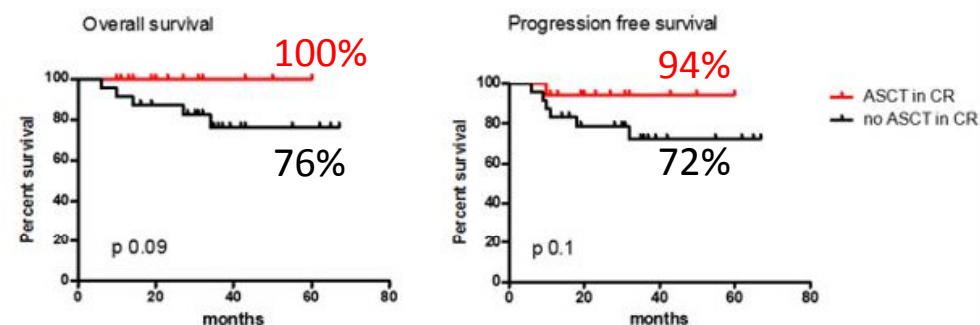 Overall survival
100%
100
80
60
40
20
0
Percent survival
76%
p 0.09
0 20 40 60 80
months
Progression free survival
94%
100
80
60
40
20
0
Percent survival
72%
p 0.1
0 20 40 60 80
months
ASCT in CR
no ASCT in CR